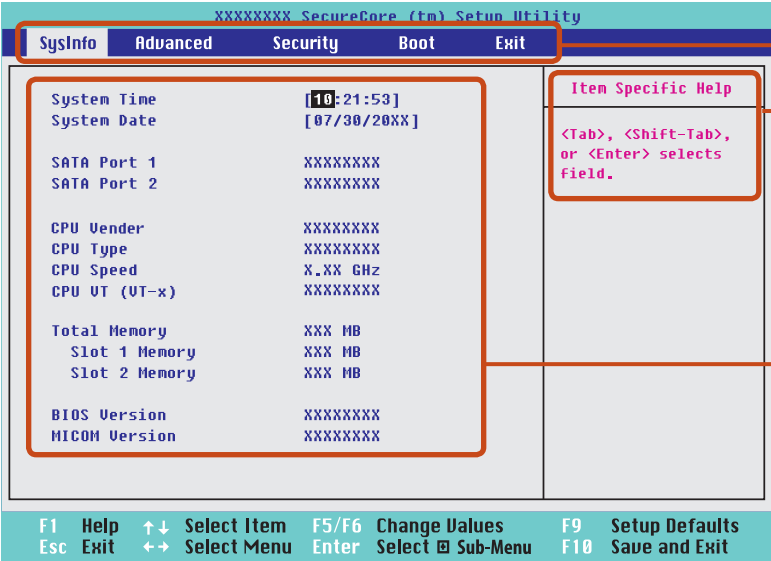 XXXXXXXX SecureCore (tm) Setup Utility
SysInfo Advanced Security Boot Exit
System Time [10:21:53]
System Date [07/30/20XX]
SATA Port 1 XXXXXXXX
SATA Port 2 XXXXXXXX
CPU Vender XXXXXXXX
CPU Type XXXXXXXX
CPU Speed X.XX GHz
CPU VT (VT-x) XXXXXXXX
Total Memory XXX MB
Slot 1 Memory XXX MB
Slot 2 Memory XXX MB
BIOS Version XXXXXXXX
MICOM Version XXXXXXXX
Item Specific Help
<Tab>, <Shift-Tab>,
or <Enter> selects
field.
F1 Help ↑↓ Select Item F5/F6 Change Values F9 Setup Defaults
Esc Exit ←→ Select Menu Enter Select Sub-Menu F10 Save and Exit